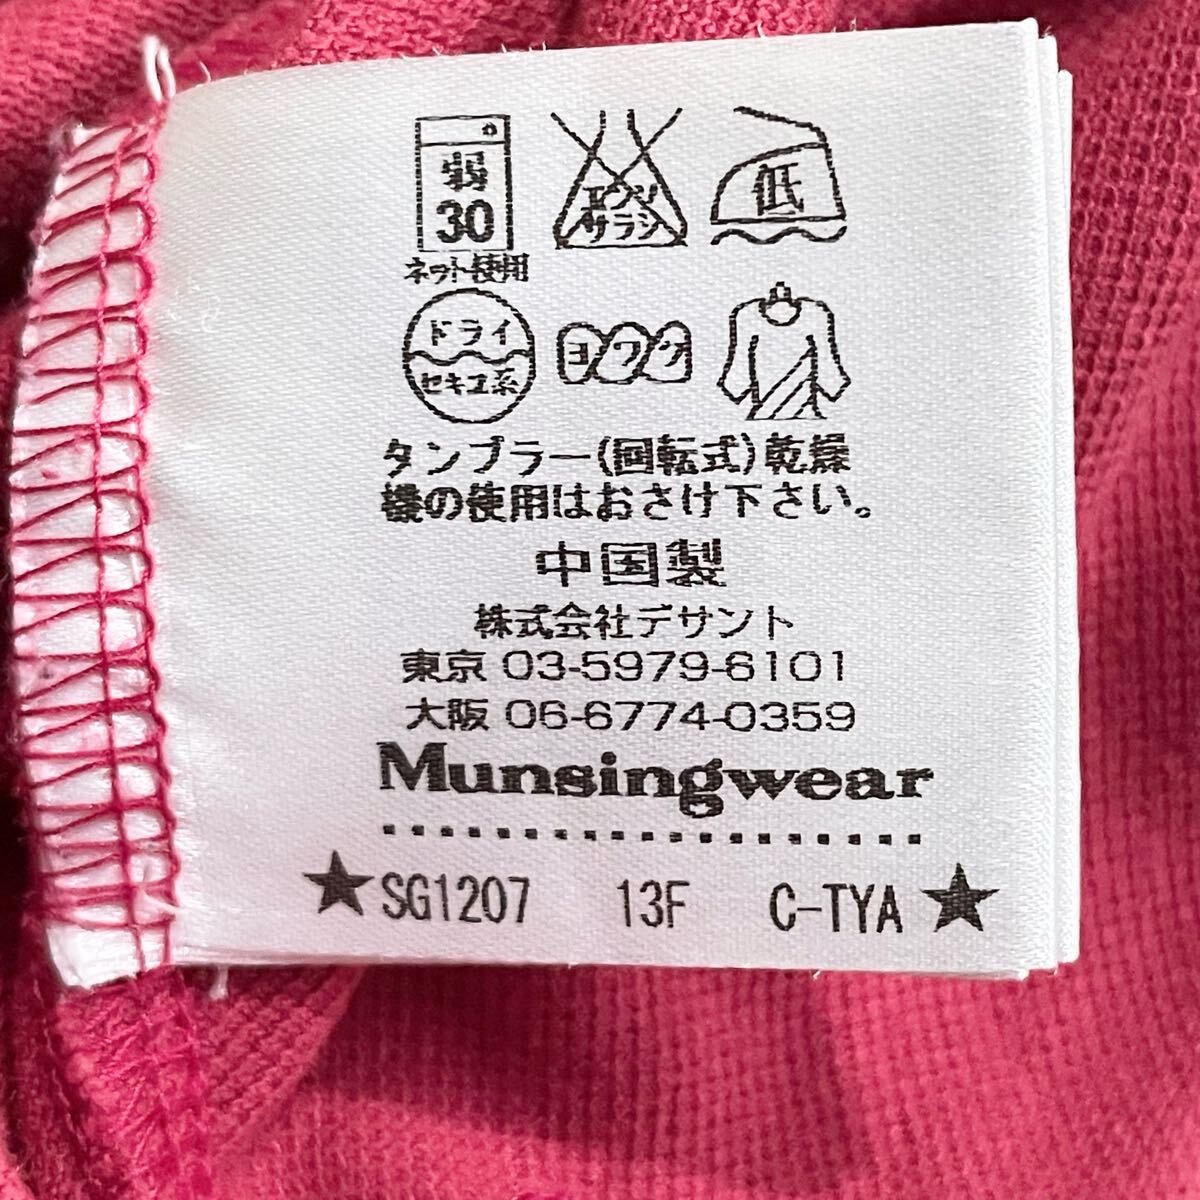 弱
30
ネット使用
エンソ
サラシ
低
ドライ
セキユ系
ヨワク
タンブラー(回転式)乾燥
機の使用はおさけ下さい。
中国製
株式会社デサント
東京 03-5979-6101
大阪 06-6774-0359
Munsingwear
★SG1207 13F C-TYA★